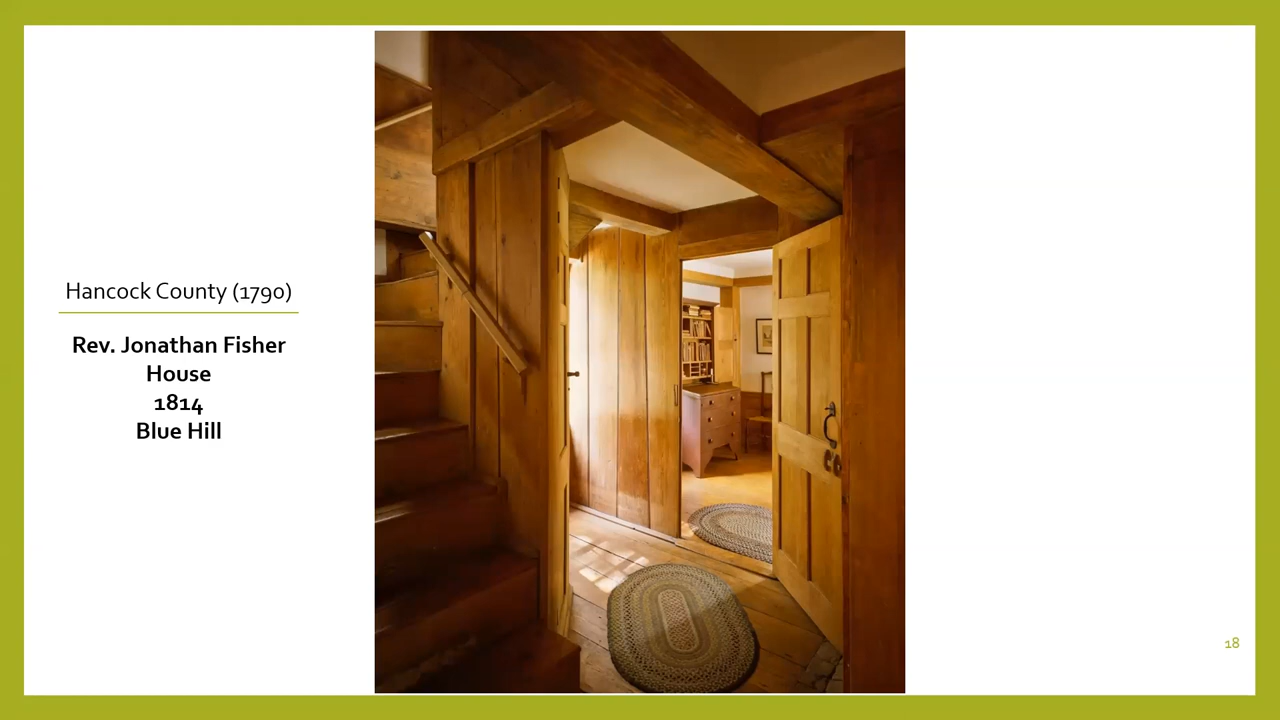 Hancock County (1790)
Rev. Jonathan Fisher
House
1814
Blue Hill
18